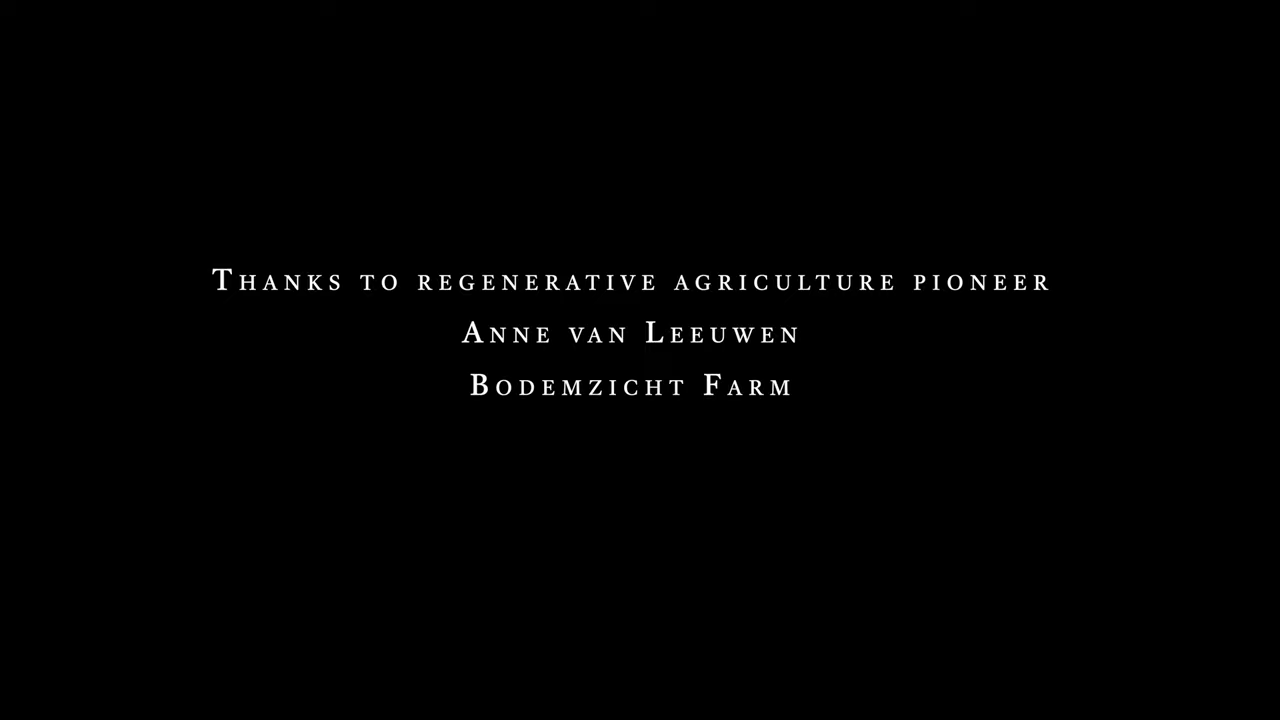 Thanks to regenerative agriculture pioneer
Anne van Leeuwen
Bodemzicht Farm